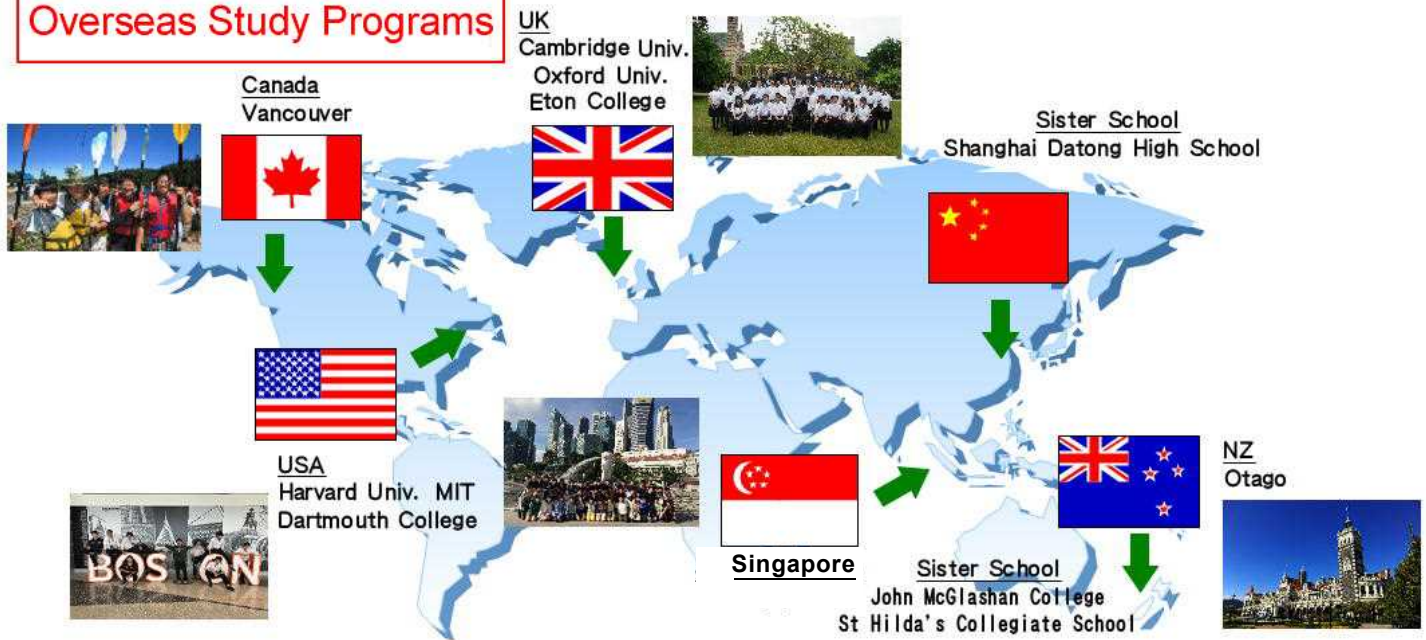 Overseas Study Programs
UK
Cambridge Univ.
Oxford Univ.
Eton College
Canada
Vancouver
Sister School
Shanghai Datong High School
USA
Harvard Univ. MIT
Dartmouth College
BOSTON
Singapore
Sister School
John McGlashan College
St Hilda's Collegiate School
NZ
Otago